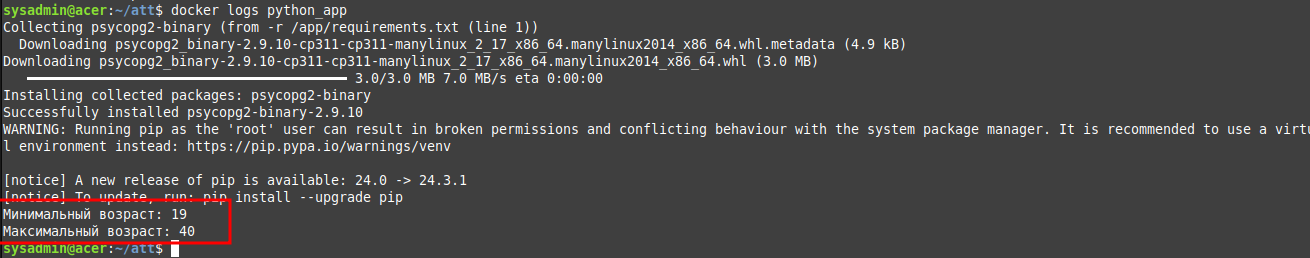 sysadmin@acer:~/att$ docker logs python_app
Collecting psycopg2-binary (from -r /app/requirements.txt (line 1))
  Downloading psycopg2_binary-2.9.10-cp311-cp311-manylinux_2_17_x86_64.manylinux2014_x86_64.whl.metadata (4.9 kB)
Downloading psycopg2_binary-2.9.10-cp311-cp311-manylinux_2_17_x86_64.manylinux2014_x86_64.whl (3.0 MB)
3.0/3.0 MB 7.0 MB/s eta 0:00:00
Installing collected packages: psycopg2-binary
Successfully installed psycopg2-binary-2.9.10
WARNING: Running pip as the 'root' user can result in broken permissions and conflicting behaviour with the system package manager. It is recommended to use a virtu
l environment instead: https://pip.pypa.io/warnings/venv
[notice] A new release of pip is available: 24.0 -> 24.3.1
[notice] To update, run: pip install --upgrade pip
Минимальный возраст: 19
Максимальный возраст: 40
sysadmin@acer:~/att$